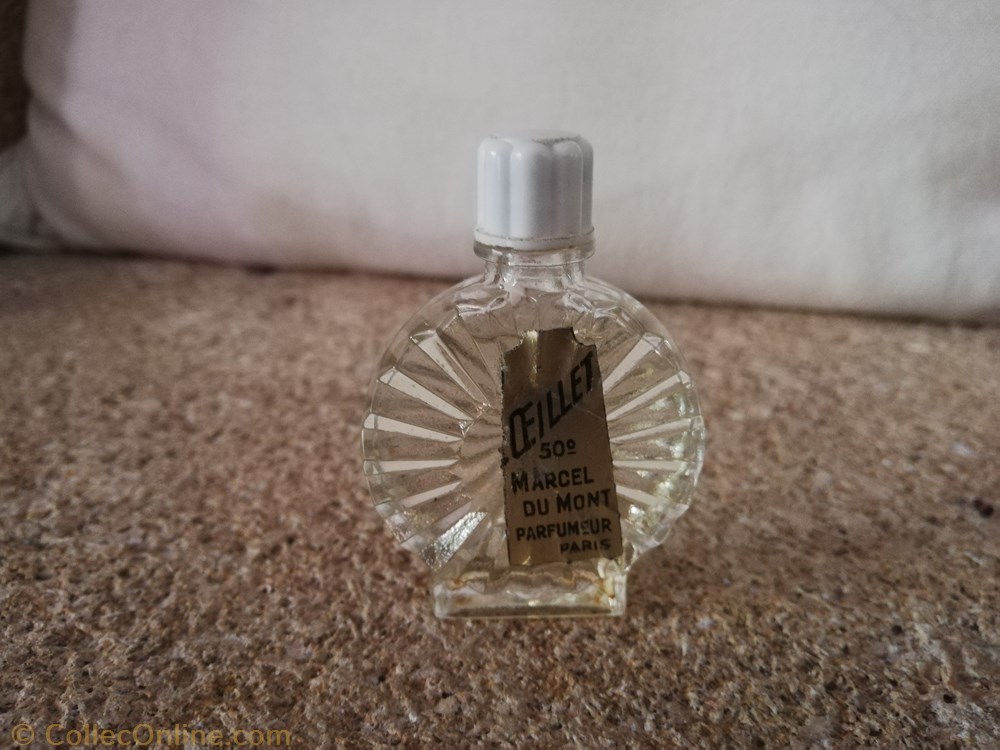 ŒILLET
50º
MARCEL
DU MONT
PARFUMEUR
PARIS
© CollecOnline.com